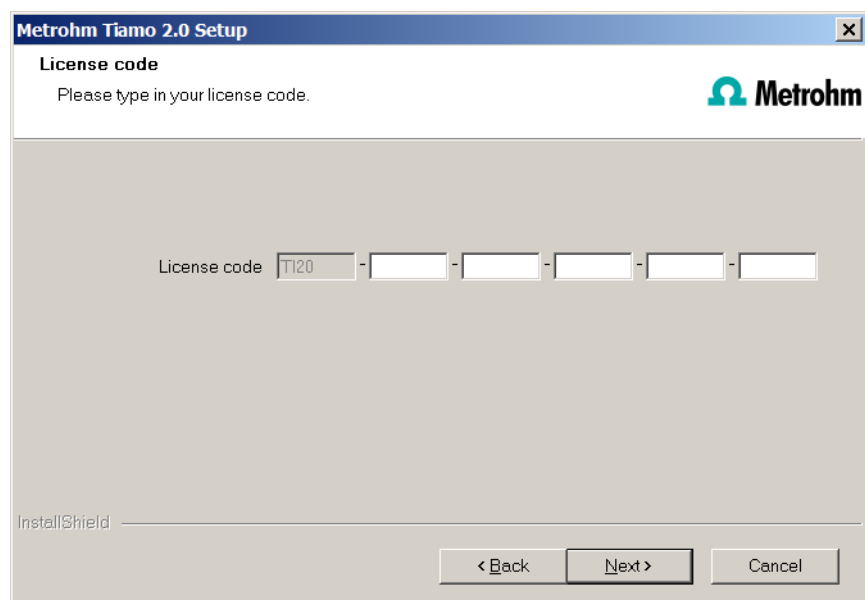 Metrohm Tiamo 2.0 Setup
License code
Please type in your license code.
Metrohm
License code TI20 - - - - -
InstallShield
< Back Next > Cancel